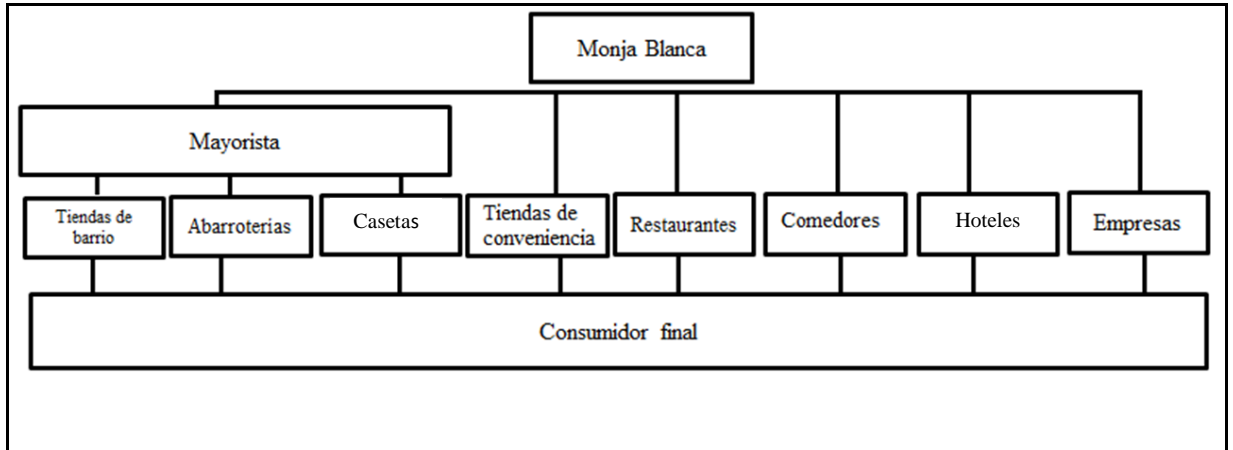 Monja Blanca
Mayorista
Tiendas de
barrio
Abarroterias
Casetas
Tiendas de
conveniencia
Restaurantes
Comedores
Hoteles
Empresas
Consumidor final